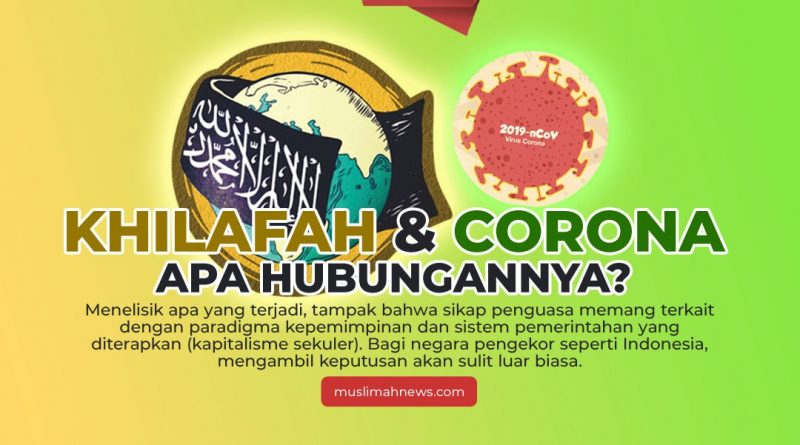 لا إله إلا الله محمد رسول الله
2019-nCoV
Virus Corona
KHILAFAH & CORONA
APA HUBUNGANNYA?
Menelisik apa yang terjadi, tampak bahwa sikap penguasa memang terkait
dengan paradigma kepemimpinan dan sistem pemerintahan yang
diterapkan (kapitalisme sekuler). Bagi negara pengekor seperti Indonesia,
mengambil keputusan akan sulit luar biasa.
muslimahnews.com